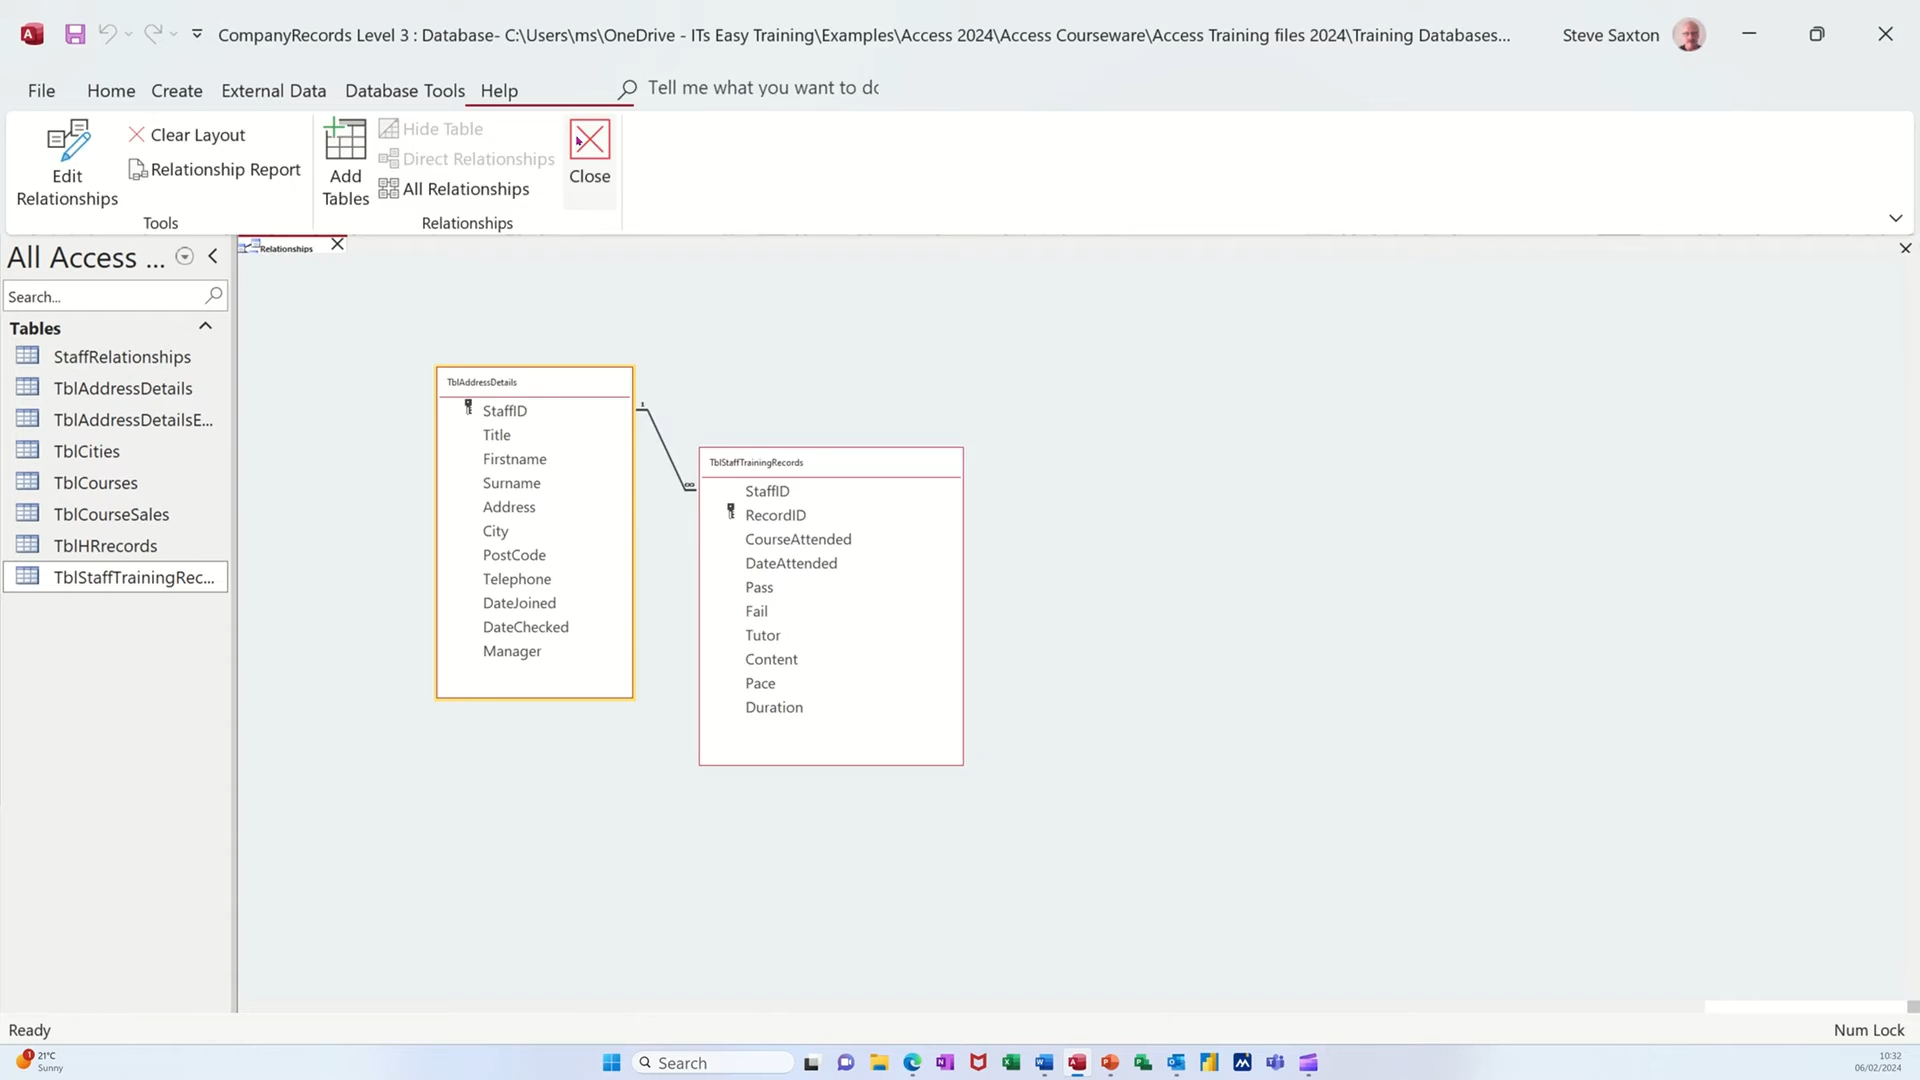 CompanyRecords Level 3 : Database- C:\Users\ms\OneDrive - ITs Easy Training\Examples\Access 2024\Access Courseware\Access Training files 2024\Training Databases...
Steve Saxton
File
Home
Create
External Data
Database Tools
Help
Tell me what you want to dc
Edit
Relationships
Clear Layout
Relationship Report
Tools
Add
Tables
Hide Table
Direct Relationships
All Relationships
Relationships
Close
All Access ...
Relationships
Search...
Tables
StaffRelationships
TblAddressDetails
TblAddressDetailsE...
TblCities
TblCourses
TblCourseSales
TblHRrecords
TblStaffTrainingRec...
TblAddressDetails
StaffID
Title
Firstname
Surname
Address
City
PostCode
Telephone
DateJoined
DateChecked
Manager
1
∞
TblStaffTrainingRecords
StaffID
RecordID
CourseAttended
DateAttended
Pass
Fail
Tutor
Content
Pace
Duration
Ready
Num Lock
1
21°C
Sunny
Search
10:32
06/02/2024